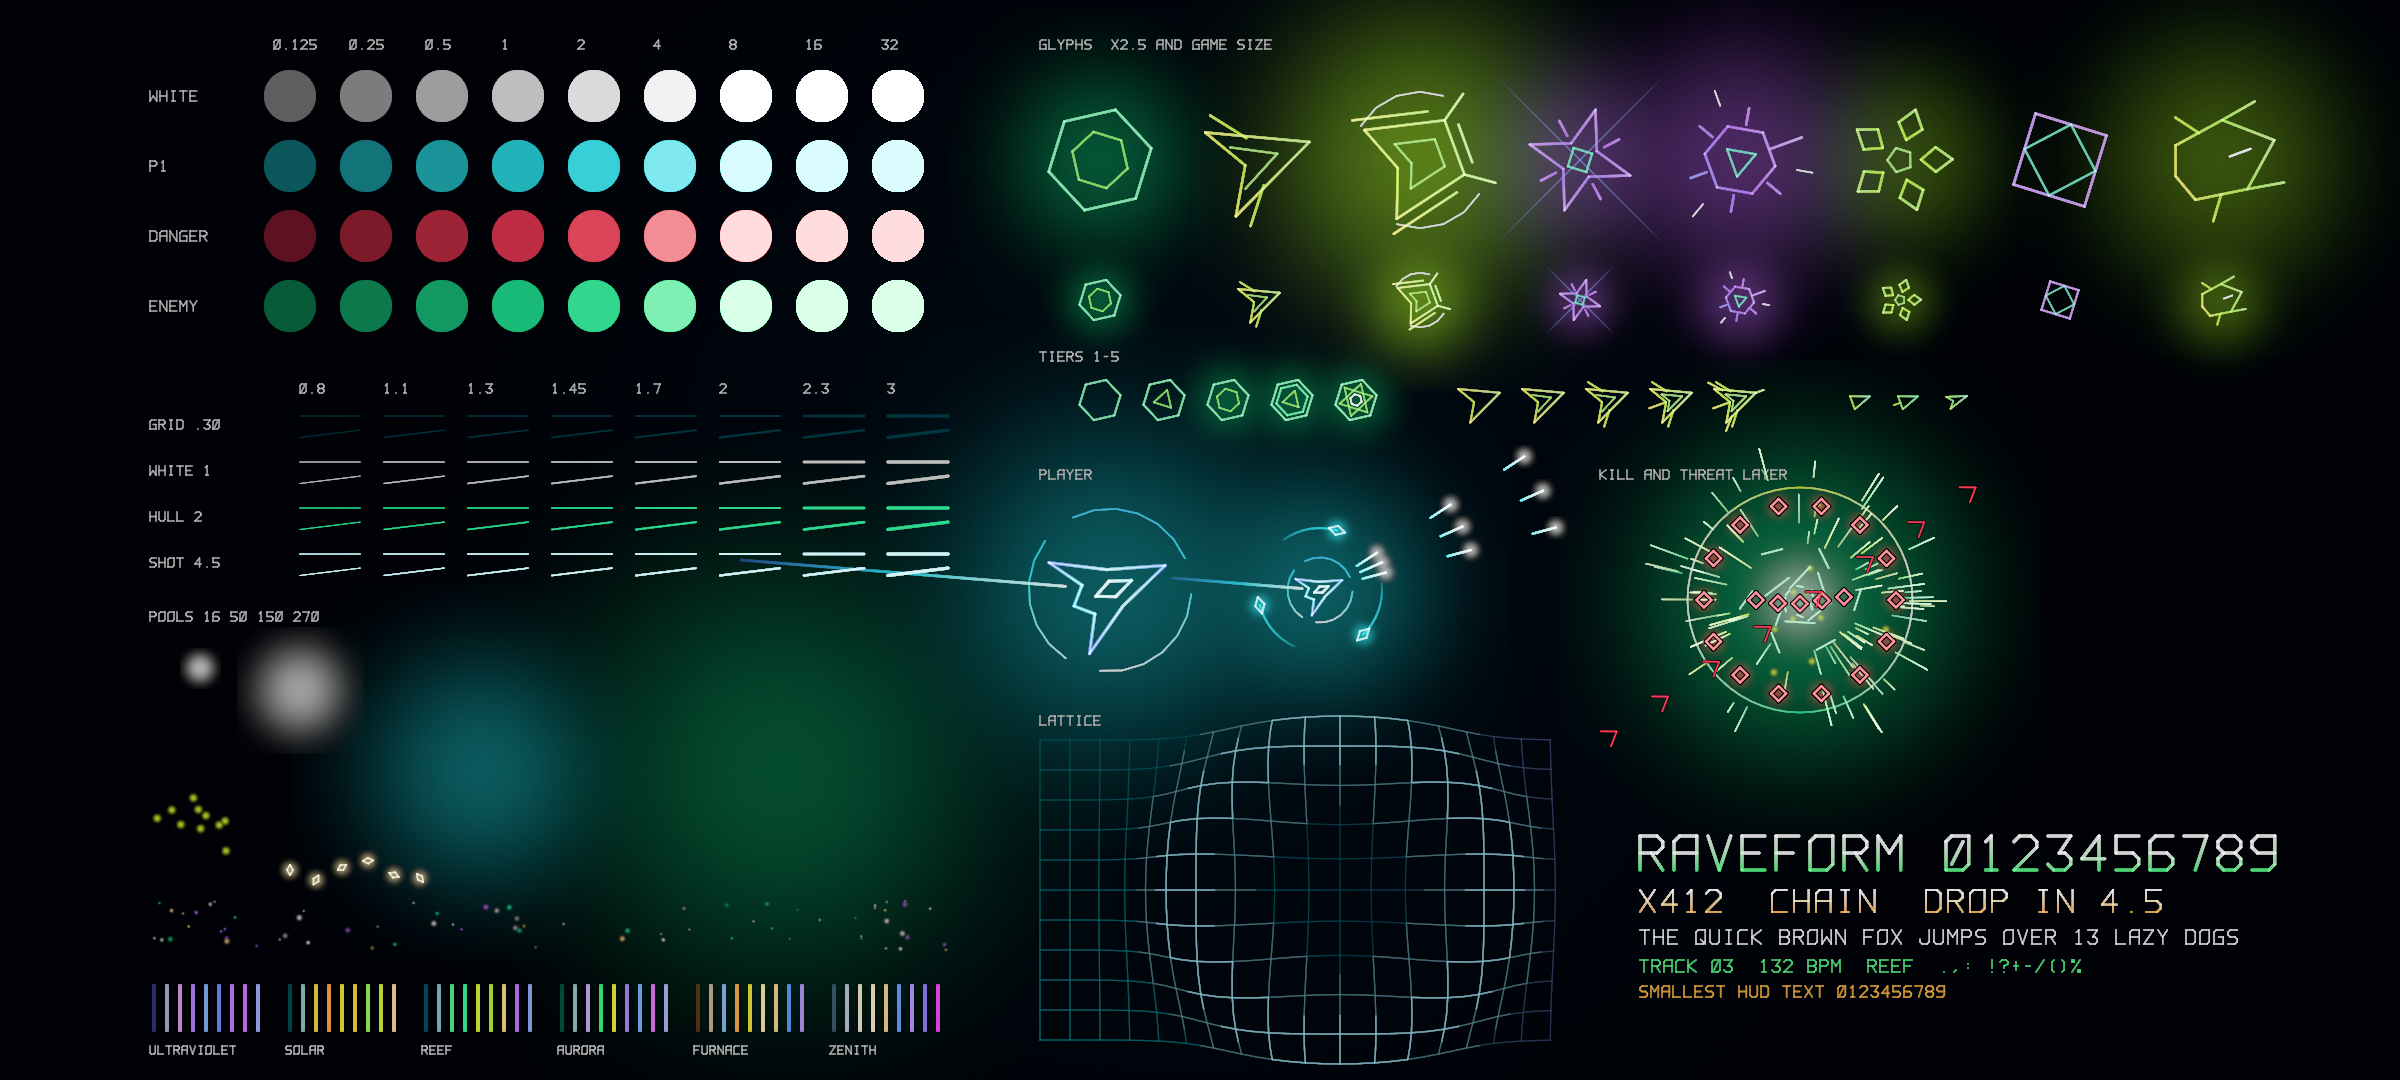 0.125 0.25 0.5 1 2 4 8 16 32
WHITE
P1
DANGER
ENEMY
0.8 1.1 1.3 1.45 1.7 2 2.3 3
GRID .30
WHITE 1
HULL 2
SHOT 4.5
POOLS 16 50 150 270
ULTRAVIOLET SOLAR REEF AURORA FURNACE ZENITH
GLYPHS X2.5 AND GAME SIZE
TIERS 1-5
PLAYER
KILL AND THREAT LAYER
LATTICE
RAVEFORM 0123456789
X412 CHAIN DROP IN 4.5
THE QUICK BROWN FOX JUMPS OVER 13 LAZY DOGS
TRACK 03 132 BPM REEF .,: !?+-/()%
SMALLEST HUD TEXT 0123456789